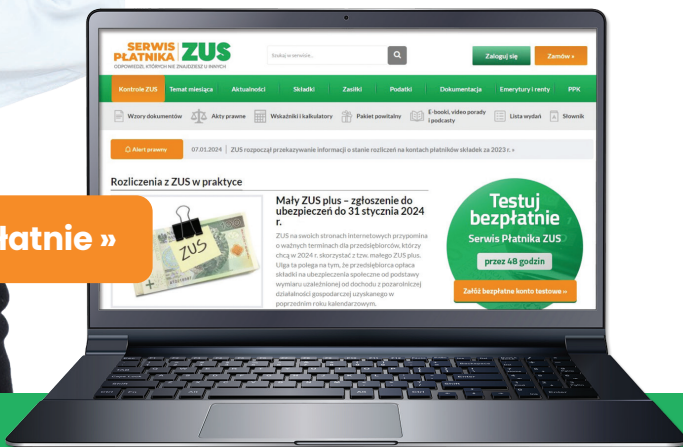 SERWIS PŁATNIKA ZUS
ODPOWIEDZI, KTÓRYCH NIE ZNAJDZIESZ U INNYCH
Szukaj w serwisie...
Zaloguj się
Zamów »
Kontrole ZUS Temat miesiąca Aktualności Składki Zasiłki Podatki Dokumentacja Emerytury i renty PPK
Wzory dokumentów Akty prawne Wskaźniki i kalkulatory Pakiet powitalny E-booki, video porady i podcasty Lista wydań Słownik
Alert prawny 07.01.2024 ZUS rozpoczął przekazywanie informacji o stanie rozliczeń na kontach płatników składek za 2023 r. »
Rozliczenia z ZUS w praktyce
ZUS
Mały ZUS plus – zgłoszenie do
ubezpieczeń do 31 stycznia 2024
r.
ZUS na swoich stronach internetowych przypomina
o ważnych terminach dla przedsiębiorców, którzy
chcą w 2024 r. skorzystać z tzw. małego ZUS plus.
Ulga ta polega na tym, że przedsiębiorca opłaca
składki na ubezpieczenia społeczne od podstawy
wymiaru uzależnionej od dochodu z pozarolniczej
działalności gospodarczej uzyskanego w
poprzednim roku kalendarzowym.
Testuj
bezpłatnie
Serwis Płatnika ZUS
przez 48 godzin
Załóż bezpłatne konto testowe »
łatnie »